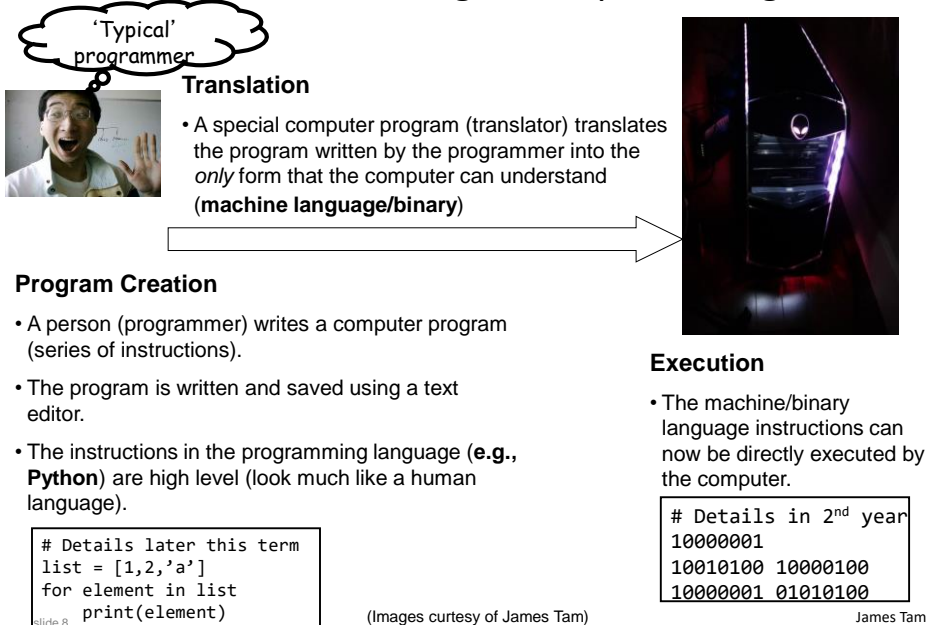 ‘Typical’
programmer
Translation
• A special computer program (translator) translates
the program written by the programmer into the
only form that the computer can understand
(machine language/binary)
Program Creation
• A person (programmer) writes a computer program
(series of instructions).
• The program is written and saved using a text
editor.
• The instructions in the programming language (e.g.,
Python) are high level (look much like a human
language).
# Details later this term
list = [1,2,’a’]
for element in list
print(element)
Execution
• The machine/binary
language instructions can
now be directly executed by
the computer.
# Details in 2nd year
10000001
10010100 10000100
10000001 01010100
slide 8
(Images curtesy of James Tam)
James Tam